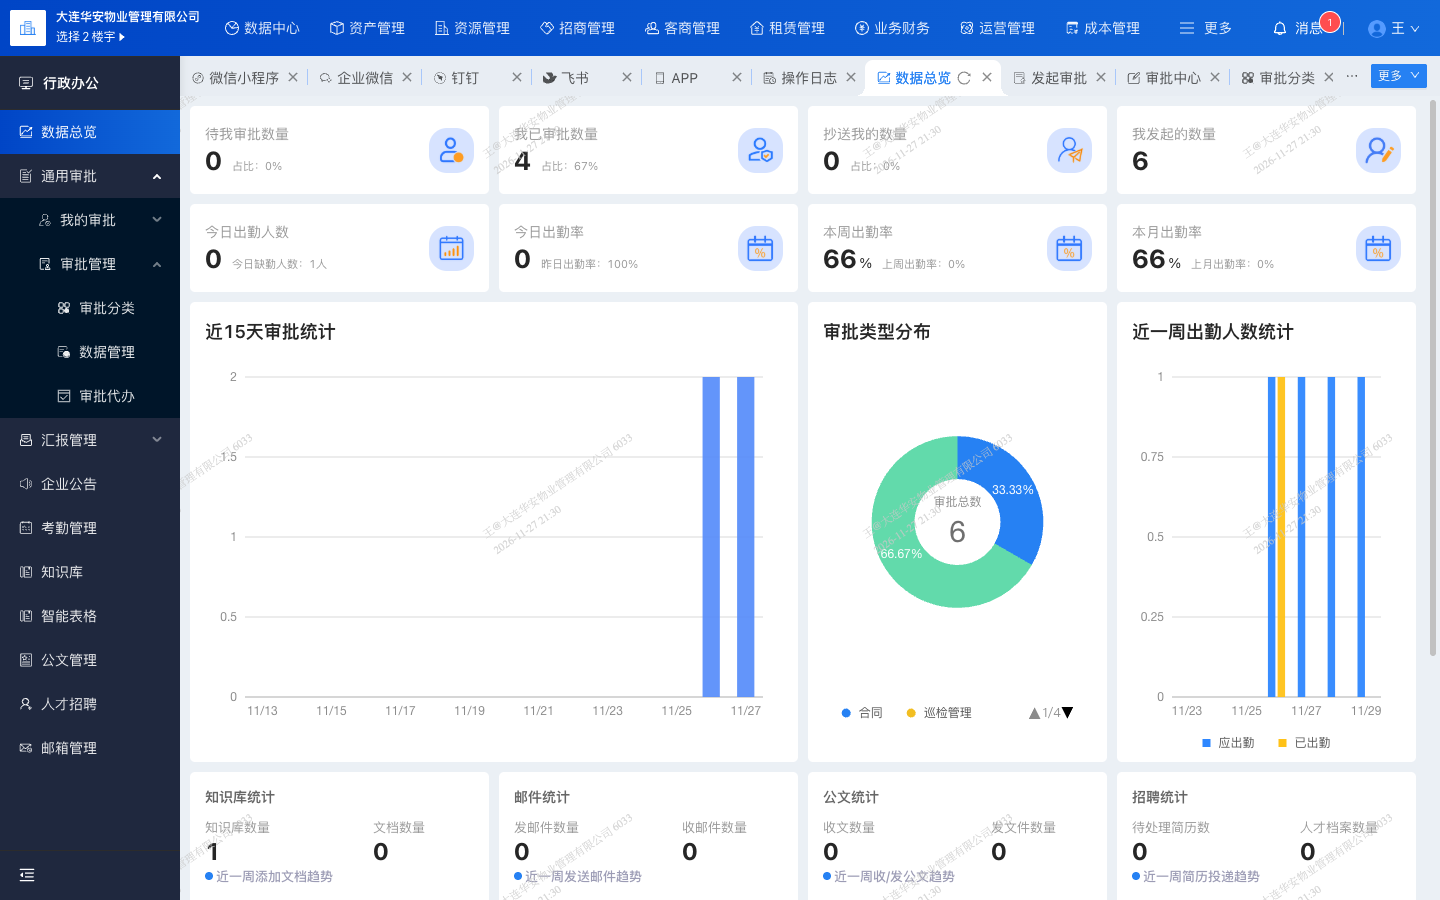 大连华安物业管理有限公司
选择 2 楼宇
数据中心 资产管理 资源管理 招商管理 客商管理 租赁管理 业务财务 运营管理 成本管理 更多 消息 1 王
行政办公
数据总览
通用审批
我的审批
审批管理
审批分类
数据管理
审批代办
汇报管理
企业公告
考勤管理
知识库
智能表格
公文管理
人才招聘
邮箱管理
微信小程序 企业微信 钉钉 飞书 APP 操作日志 数据总览 发起审批 审批中心 审批分类 ··· 更多
待我审批数量
0 占比：0%
我已审批数量
4 占比：67%
抄送我的数量
0 占比：0%
我发起的数量
6
今日出勤人数
0 今日缺勤人数：1人
今日出勤率
0 昨日出勤率：100%
本周出勤率
66 % 上周出勤率：0%
本月出勤率
66 % 上月出勤率：0%
近15天审批统计
2
1.5
1
0.5
0
11/13 11/15 11/17 11/19 11/21 11/23 11/25 11/27
审批类型分布
33.33%
66.67%
审批总数
6
合同 巡检管理 1/4
近一周出勤人数统计
1
0.75
0.5
0.25
0
11/23 11/25 11/27 11/29
应出勤 已出勤
知识库统计
知识库数量 文档数量
1 0
近一周添加文档趋势
邮件统计
发邮件数量 收邮件数量
0 0
近一周发送邮件趋势
公文统计
收文数量 发文件数量
0 0
近一周收/发公文趋势
招聘统计
待处理简历数 人才档案数量
0 0
近一周简历投递趋势
王@大连华安物业管理有限公司 6033
2026-11-27 21:30